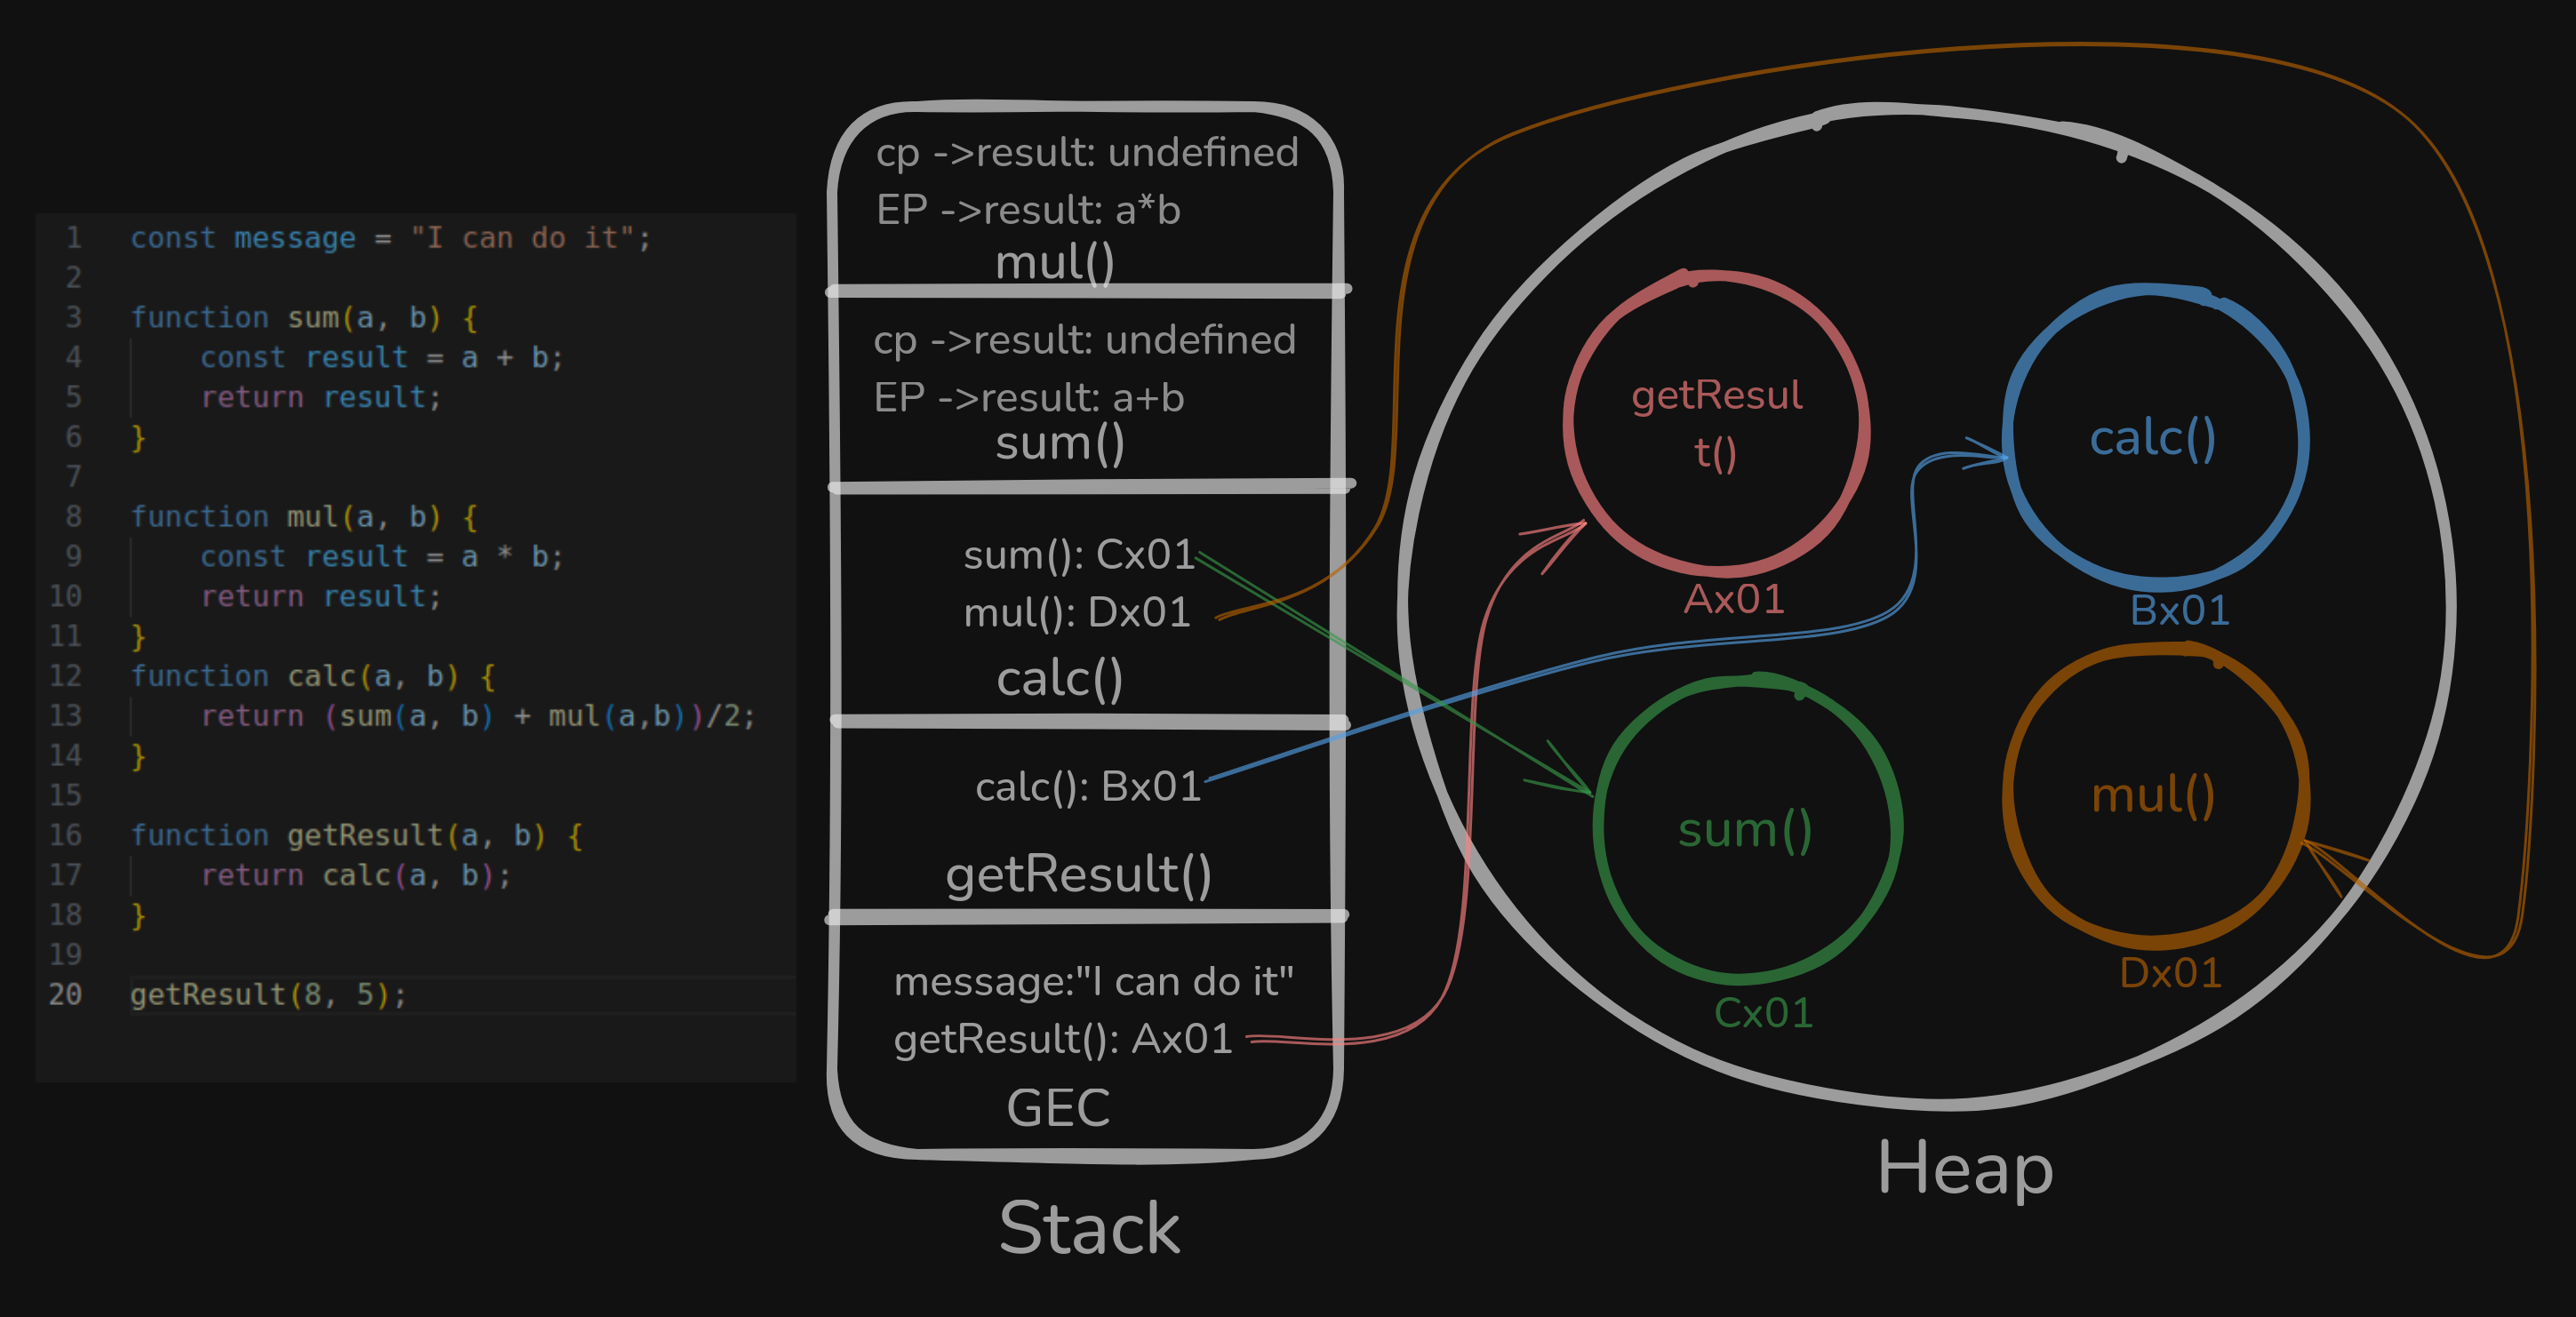 1 const message = "I can do it";
2
3 function sum(a, b) {
4 const result = a + b;
5 return result;
6 }
7
8 function mul(a, b) {
9 const result = a * b;
10 return result;
11 }
12 function calc(a, b) {
13 return (sum(a, b) + mul(a,b))/2;
14 }
15
16 function getResult(a, b) {
17 return calc(a, b);
18 }
19
20 getResult(8, 5);
cp ->result: undefined
EP ->result: a*b
mul()
cp ->result: undefined
EP ->result: a+b
sum()
sum(): Cx01
mul(): Dx01
calc()
calc(): Bx01
getResult()
message:"I can do it"
getResult(): Ax01
GEC
Stack
getResul
t()
Ax01
calc()
Bx01
sum()
Cx01
mul()
Dx01
Heap